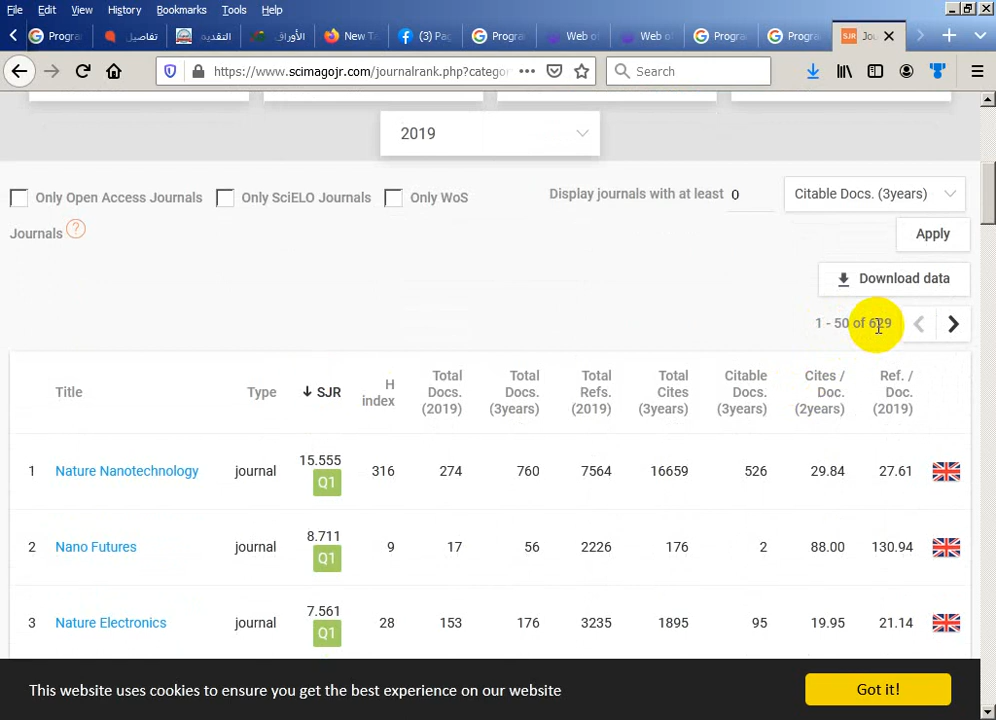 File Edit View History Bookmarks Tools Help
Progra تفاصيل التقديم الأوراق New T (3) Pa Progra Web o Web o Progra Progra SJR Jou
https://www.scimagojr.com/journalrank.php?catego Search
2019
Only Open Access Journals Only SciELO Journals Only WoS Display journals with at least 0 Citable Docs. (3years)
Journals ? Apply
Download data
1 - 50 of 629
Title Type SJR H index Total Docs. (2019) Total Docs. (3years) Total Refs. (2019) Total Cites (3years) Citable Docs. (3years) Cites / Doc. (2years) Ref. / Doc. (2019)
1 Nature Nanotechnology journal 15.555 Q1 316 274 760 7564 16659 526 29.84 27.61
2 Nano Futures journal 8.711 Q1 9 17 56 2226 176 2 88.00 130.94
3 Nature Electronics journal 7.561 Q1 28 153 176 3235 1895 95 19.95 21.14
This website uses cookies to ensure you get the best experience on our website Got it!